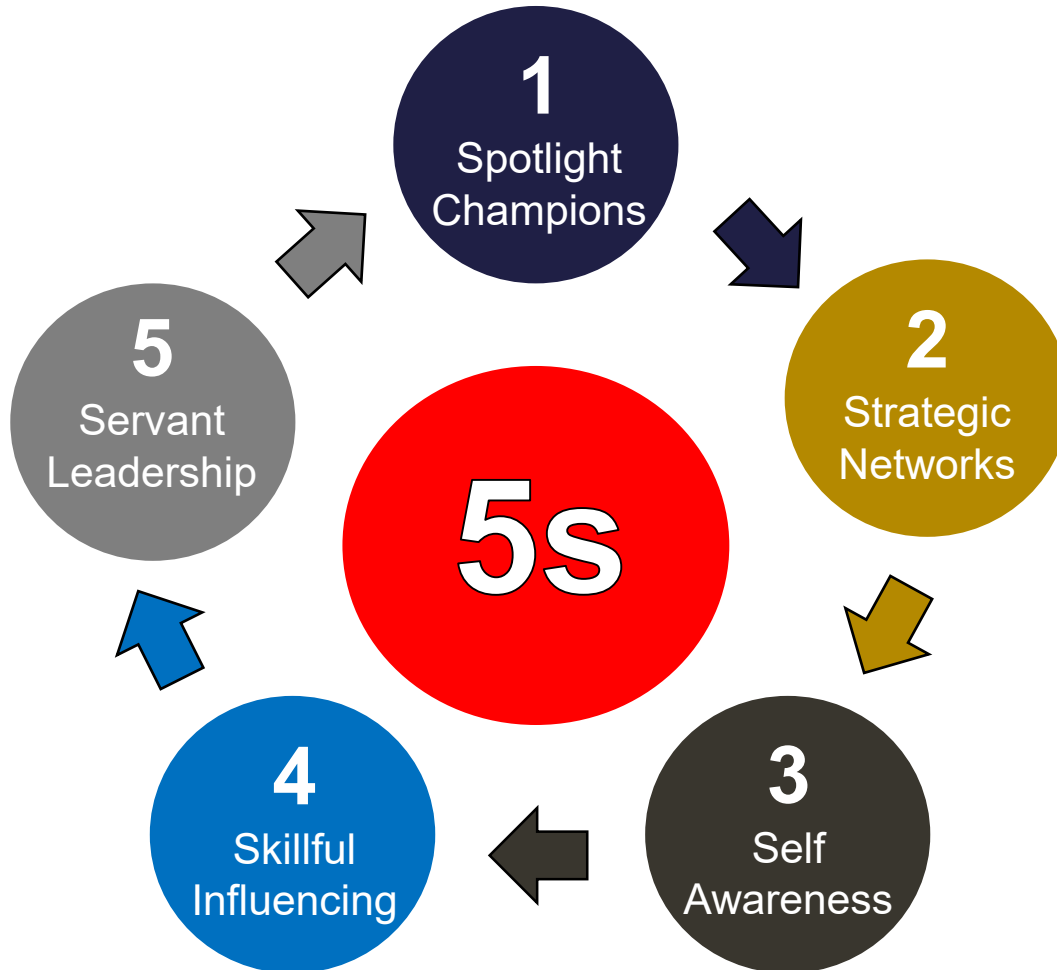 1
Spotlight
Champions
2
Strategic
Networks
3
Self
Awareness
4
Skillful
Influencing
5
Servant
Leadership
5s